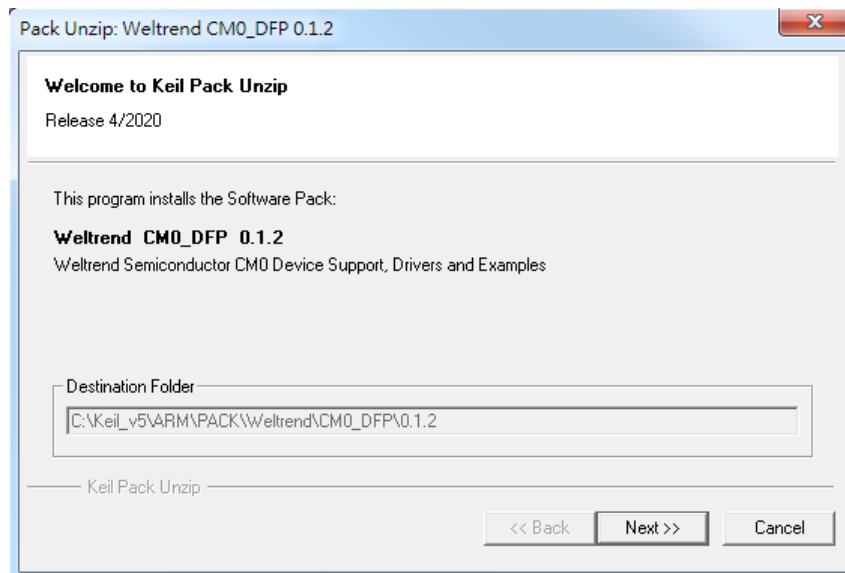 Pack Unzip: Weltrend CM0_DFP 0.1.2
Welcome to Keil Pack Unzip
Release 4/2020
This program installs the Software Pack:
Weltrend CM0_DFP 0.1.2
Weltrend Semiconductor CM0 Device Support, Drivers and Examples
Destination Folder
C:\Keil_v5\ARM\PACK\Weltrend\CM0_DFP\0.1.2
Keil Pack Unzip
<< Back
Next >>
Cancel